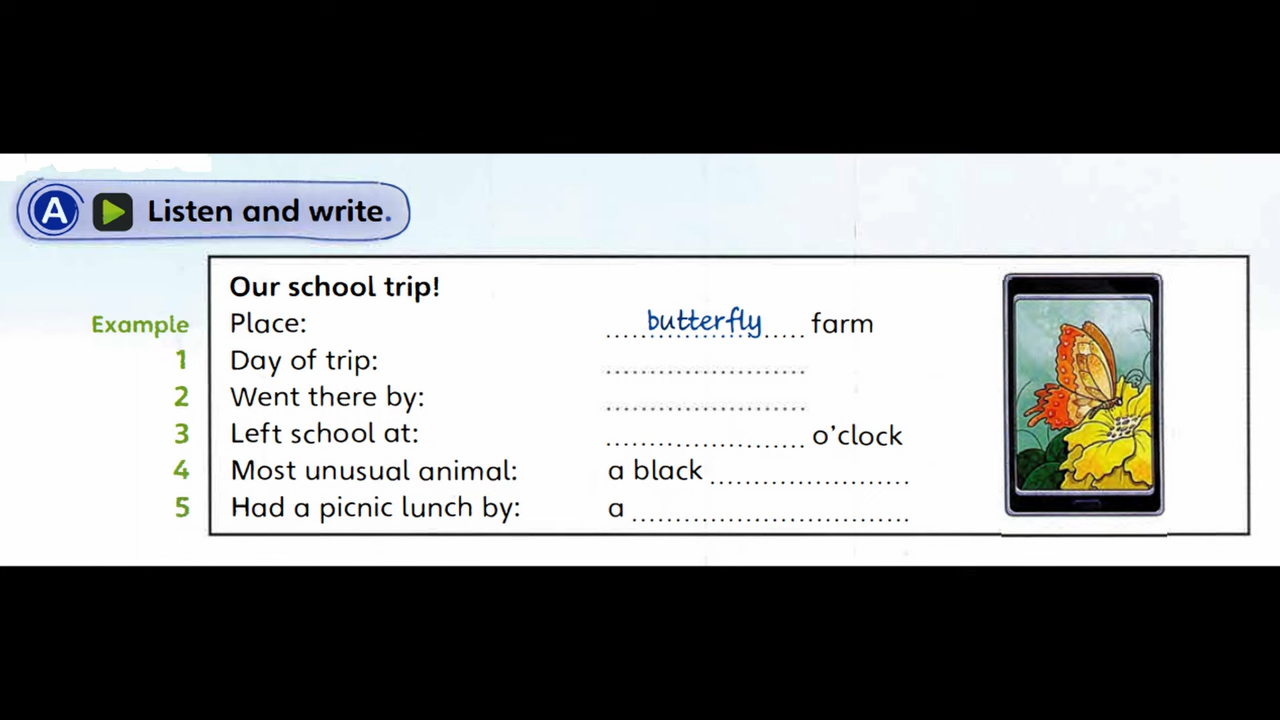 A Listen and write.
Our school trip!
Example Place: butterfly farm
1 Day of trip:
2 Went there by:
3 Left school at: o’clock
4 Most unusual animal: a black
5 Had a picnic lunch by: a